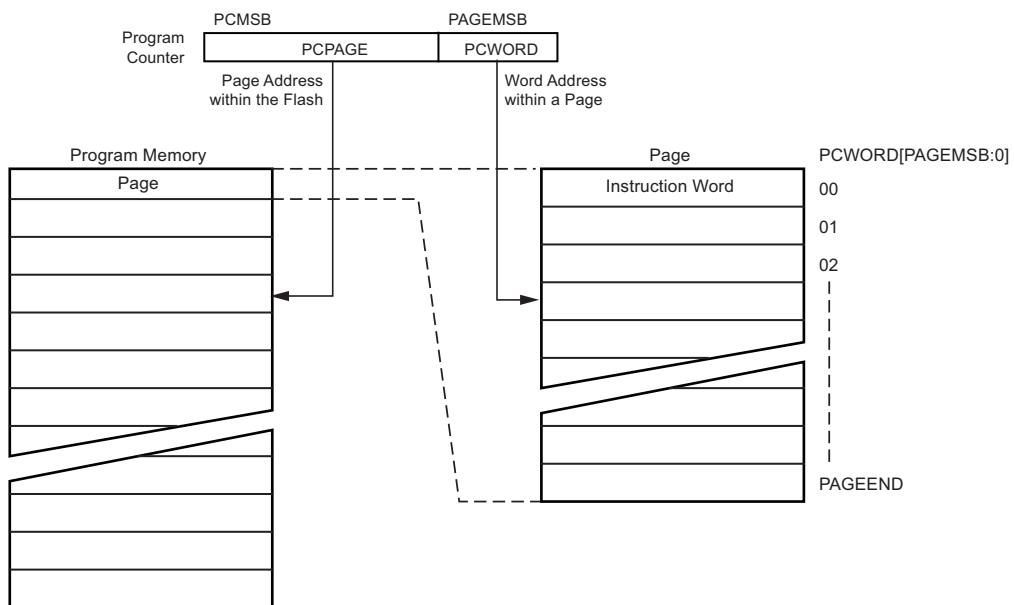 PCMSB PAGEMSB
Program
Counter
PCPAGE PCWORD
Page Address
within the Flash
Word Address
within a Page
Program Memory Page PCWORD[PAGEMSB:0]
Page Instruction Word 00
01
02
PAGEEND